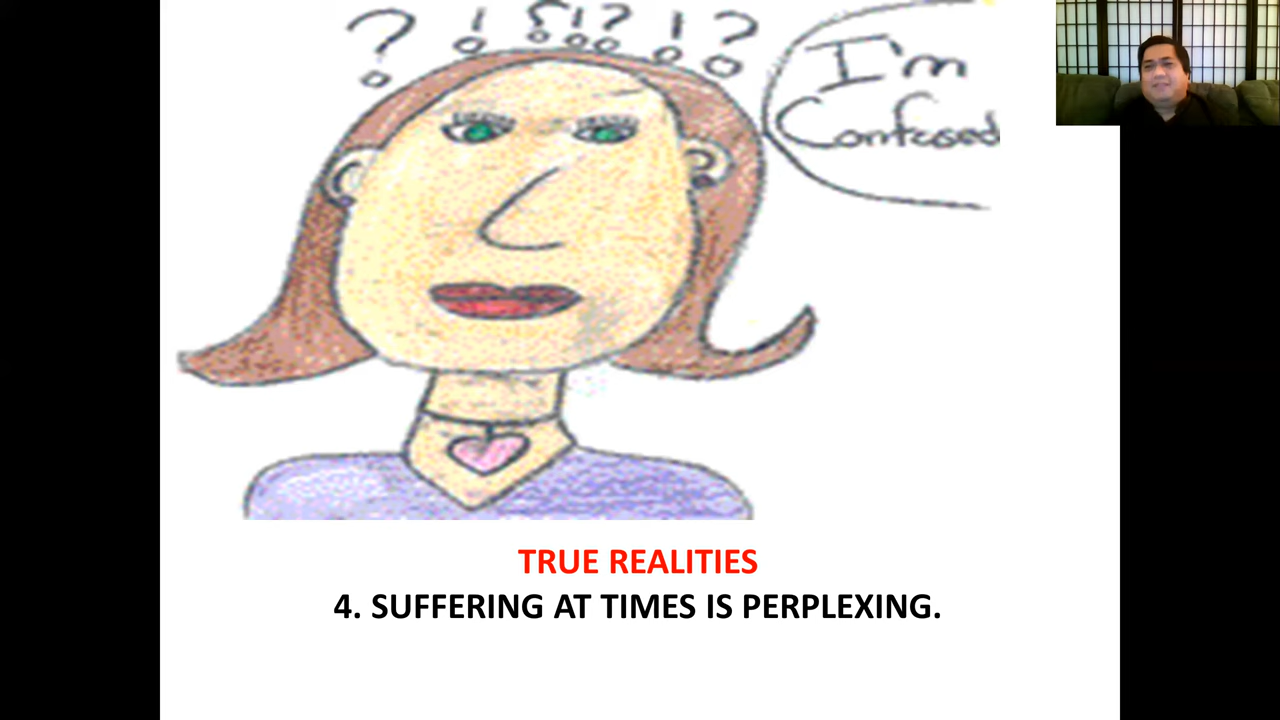 ? ! ? ! ? ! ?
I'm
Confused
TRUE REALITIES
4. SUFFERING AT TIMES IS PERPLEXING.